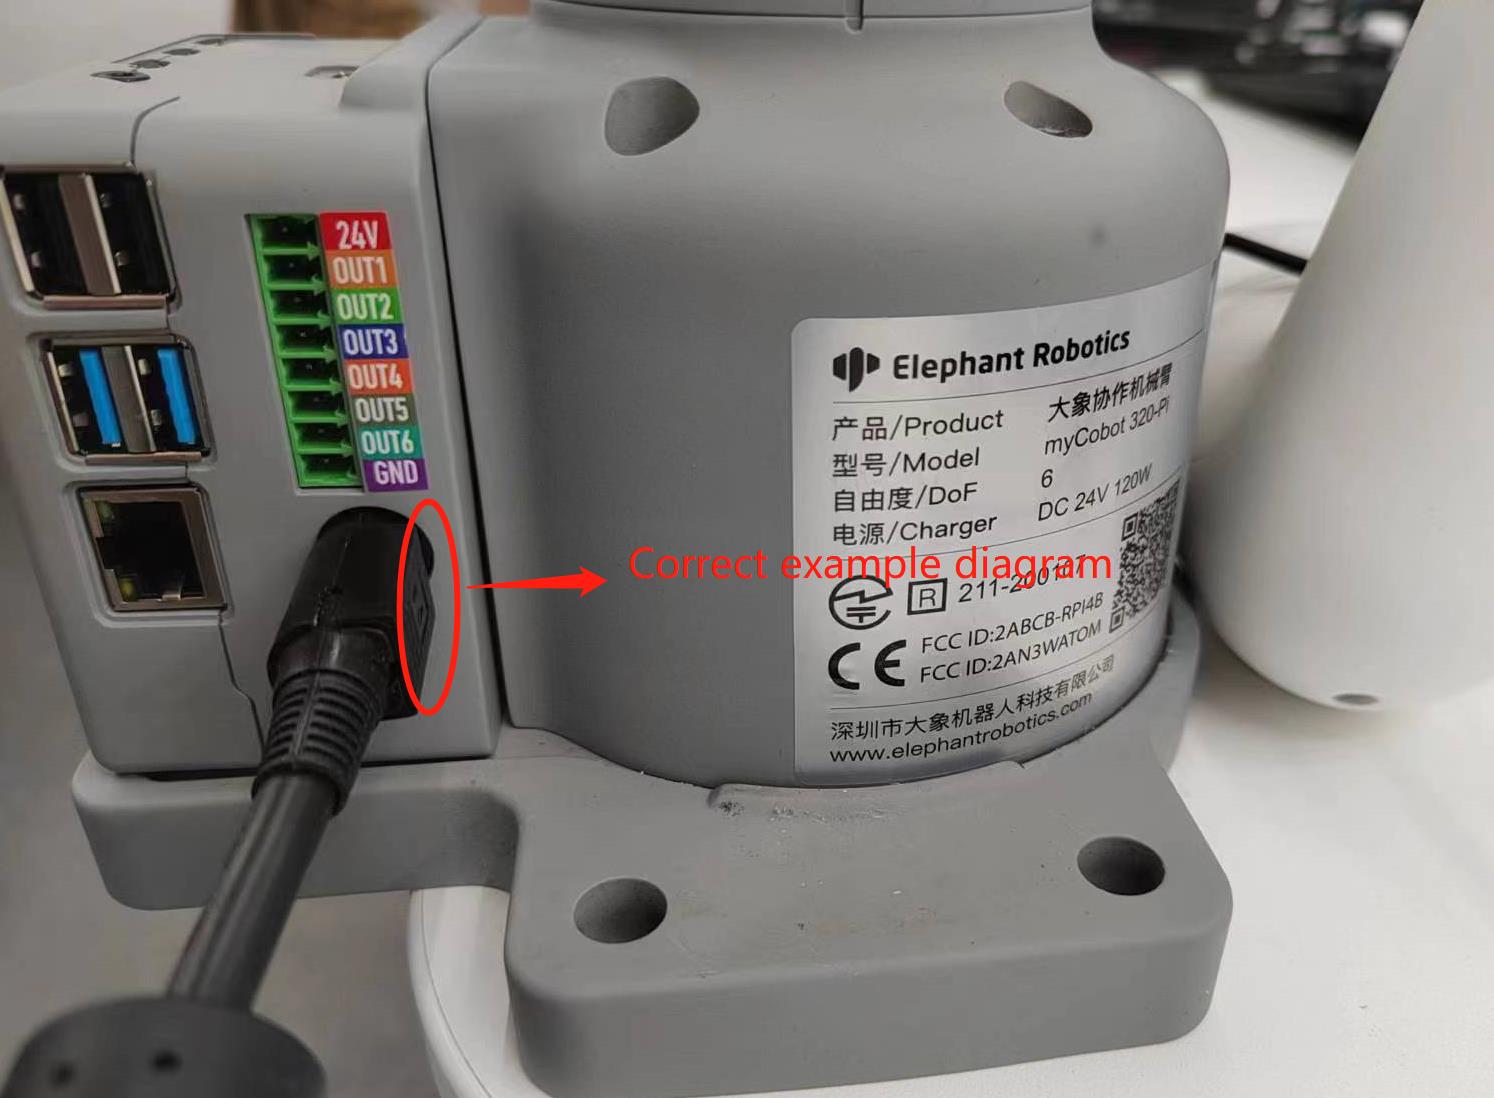 24V
OUT1
OUT2
OUT3
OUT4
OUT5
OUT6
GND
Elephant Robotics
产品/Product 大象协作机械臂
型号/Model myCobot 320-Pi
自由度/DoF 6
电源/Charger DC 24V 120W
Correct example diagram
R 211-200107
CE FCC ID:2ABCB-RPI4B
FCC ID:2AN3WATOM
深圳市大象机器人科技有限公司
www.elephantrobotics.com